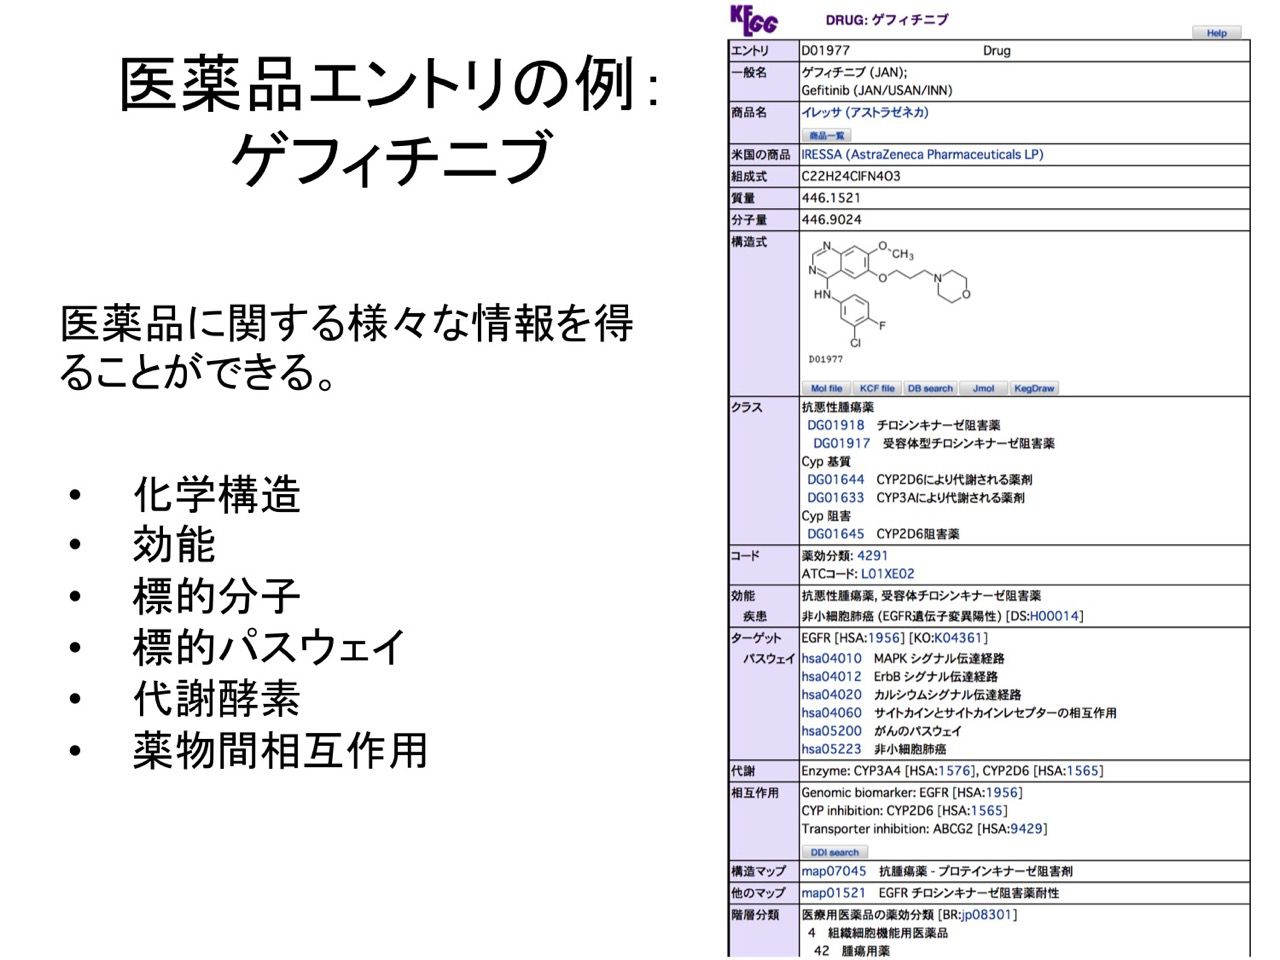 医薬品エントリの例：
ゲフィチニブ
医薬品に関する様々な情報を得
ることができる。
• 化学構造
• 効能
• 標的分子
• 標的パスウェイ
• 代謝酵素
• 薬物間相互作用
KEGG DRUG: ゲフィチニブ
Help
エントリ D01977 Drug
一般名 ゲフィチニブ (JAN);
Gefitinib (JAN/USAN/INN)
商品名 イレッサ (アストラゼネカ)
商品一覧
米国の商品 IRESSA (AstraZeneca Pharmaceuticals LP)
組成式 C22H24ClFN4O3
質量 446.1521
分子量 446.9024
構造式
N O CH3
N O N O
HN
F
Cl
D01977
Mol file KCF file DB search Jmol KegDraw
クラス 抗悪性腫瘍薬
DG01918 チロシンキナーゼ阻害薬
DG01917 受容体型チロシンキナーゼ阻害薬
Cyp 基質
DG01644 CYP2D6により代謝される薬剤
DG01633 CYP3Aにより代謝される薬剤
Cyp 阻害
DG01645 CYP2D6阻害薬
コード 薬効分類: 4291
ATCコード: L01XE02
効能 抗悪性腫瘍薬, 受容体チロシンキナーゼ阻害薬
疾患 非小細胞肺癌 (EGFR遺伝子変異陽性) [DS:H00014]
ターゲット EGFR [HSA:1956] [KO:K04361]
パスウェイ hsa04010 MAPK シグナル伝達経路
hsa04012 ErbB シグナル伝達経路
hsa04020 カルシウムシグナル伝達経路
hsa04060 サイトカインとサイトカインレセプターの相互作用
hsa05200 がんのパスウェイ
hsa05223 非小細胞肺癌
代謝 Enzyme: CYP3A4 [HSA:1576], CYP2D6 [HSA:1565]
相互作用 Genomic biomarker: EGFR [HSA:1956]
CYP inhibition: CYP2D6 [HSA:1565]
Transporter inhibition: ABCG2 [HSA:9429]
DDI search
構造マップ map07045 抗腫瘍薬 - プロテインキナーゼ阻害剤
他のマップ map01521 EGFR チロシンキナーゼ阻害薬耐性
階層分類 医療用医薬品の薬効分類 [BR:jp08301]
4 組織細胞機能用医薬品
42 腫瘍用薬